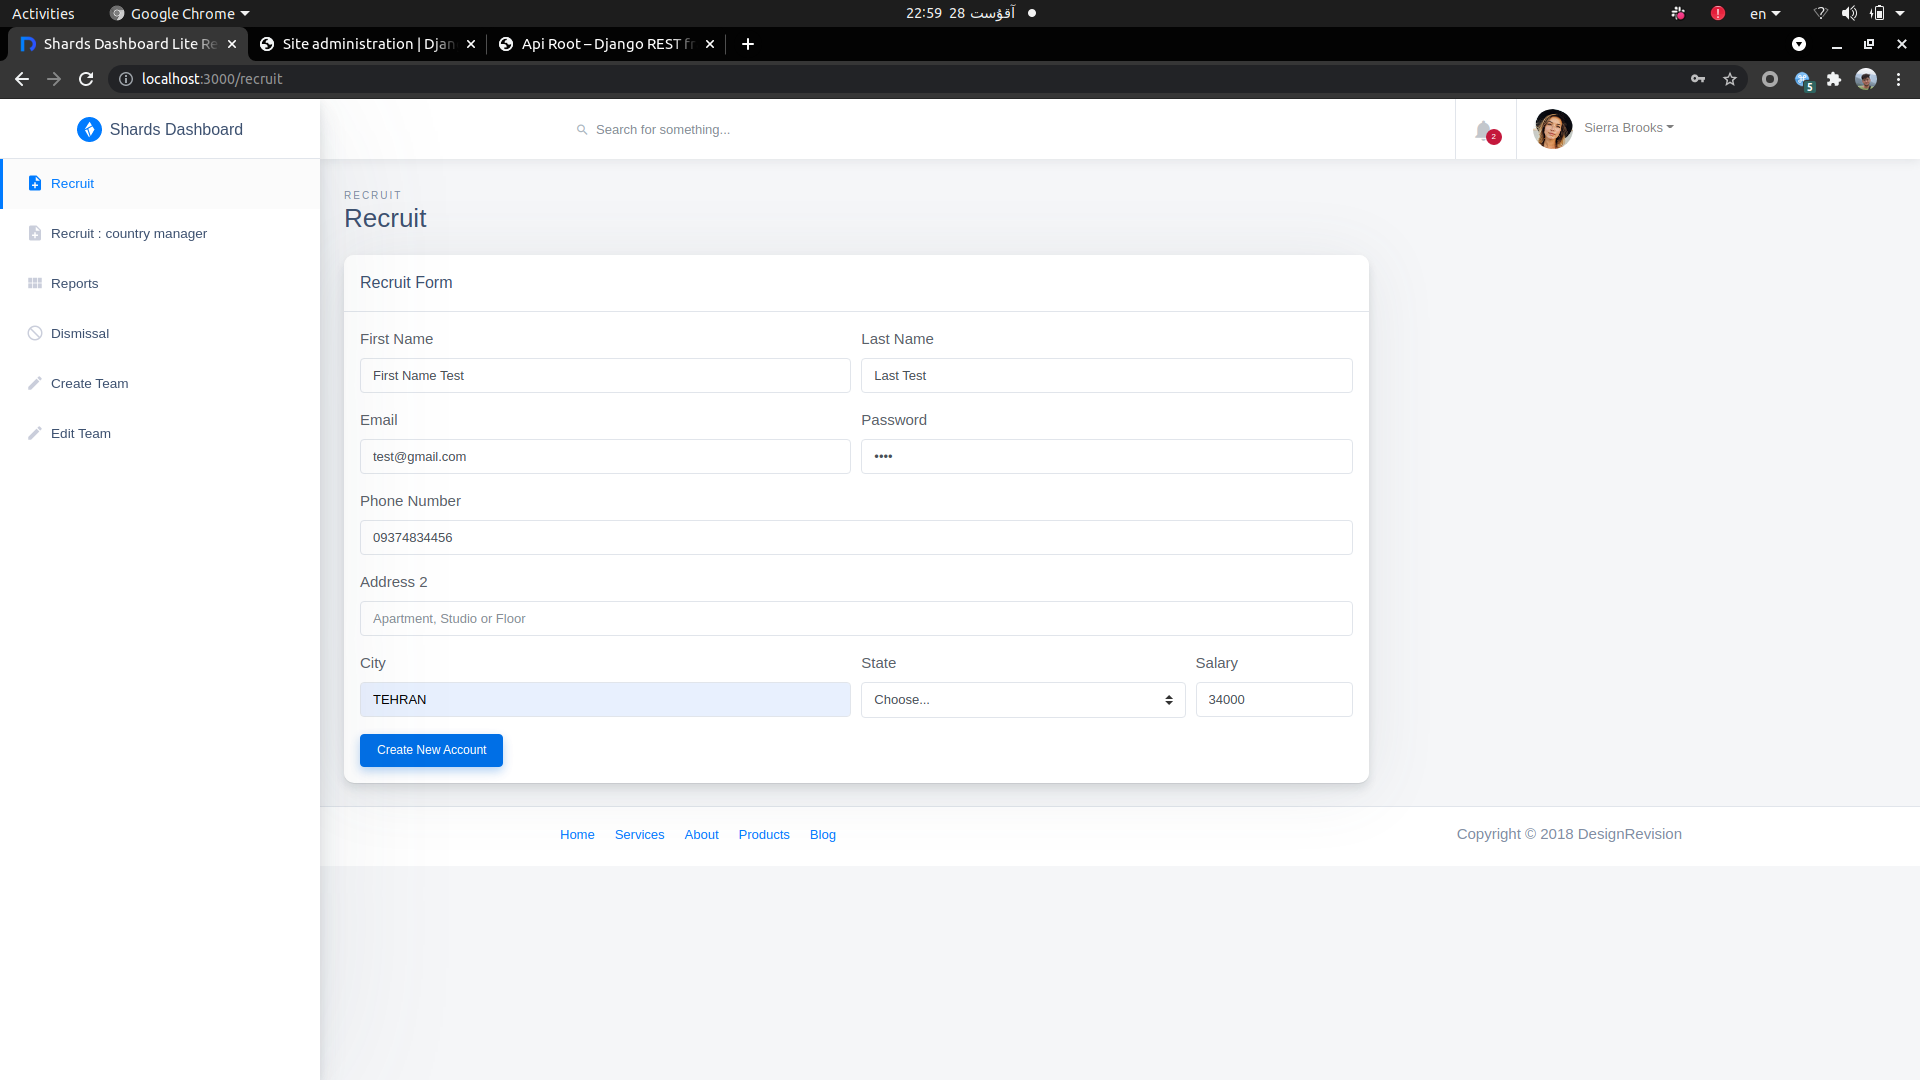 Activities
Google Chrome
22:59 28 آقۇست
en
Shards Dashboard Lite Re
Site administration | Djan
Api Root – Django REST fr
localhost:3000/recruit
5
Shards Dashboard
Search for something...
2
Sierra Brooks
Recruit
Recruit : country manager
Reports
Dismissal
Create Team
Edit Team
RECRUIT
Recruit
Recruit Form
First Name
Last Name
First Name Test
Last Test
Email
Password
test@gmail.com
••••
Phone Number
09374834456
Address 2
Apartment, Studio or Floor
City
State
Salary
TEHRAN
Choose...
34000
Create New Account
Home
Services
About
Products
Blog
Copyright © 2018 DesignRevision